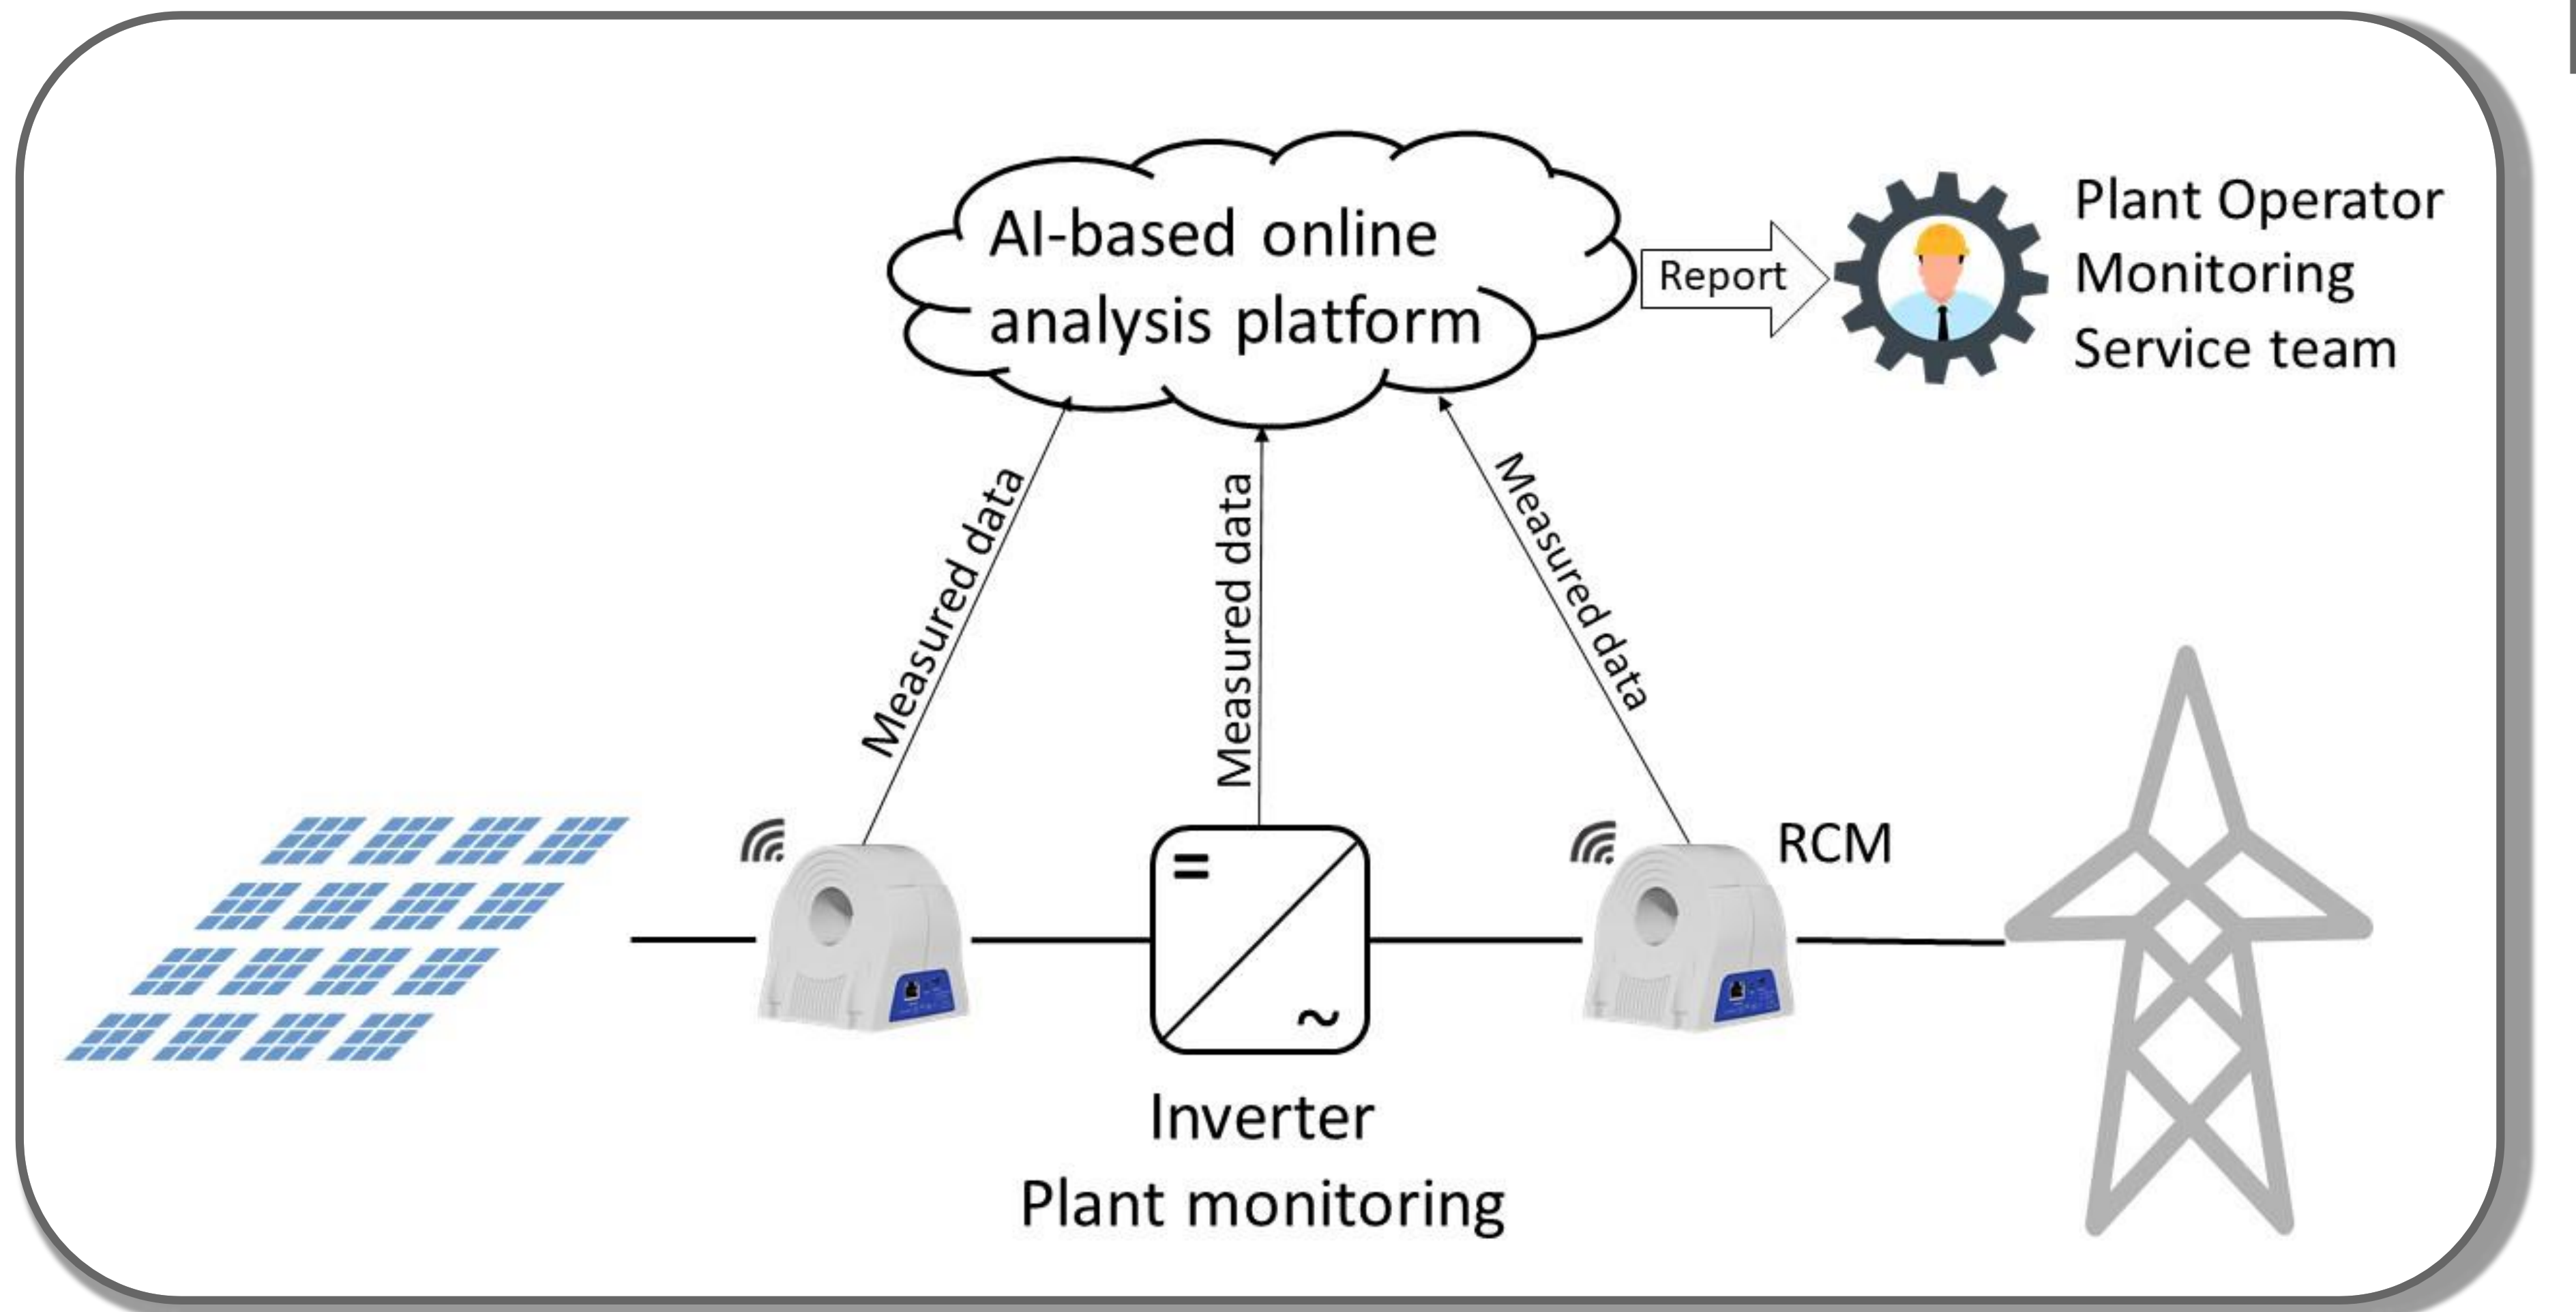 AI-based online
analysis platform
Report
Plant Operator
Monitoring
Service team
Measured data
Measured data
Measured data
RCM
=
~
Inverter
Plant monitoring